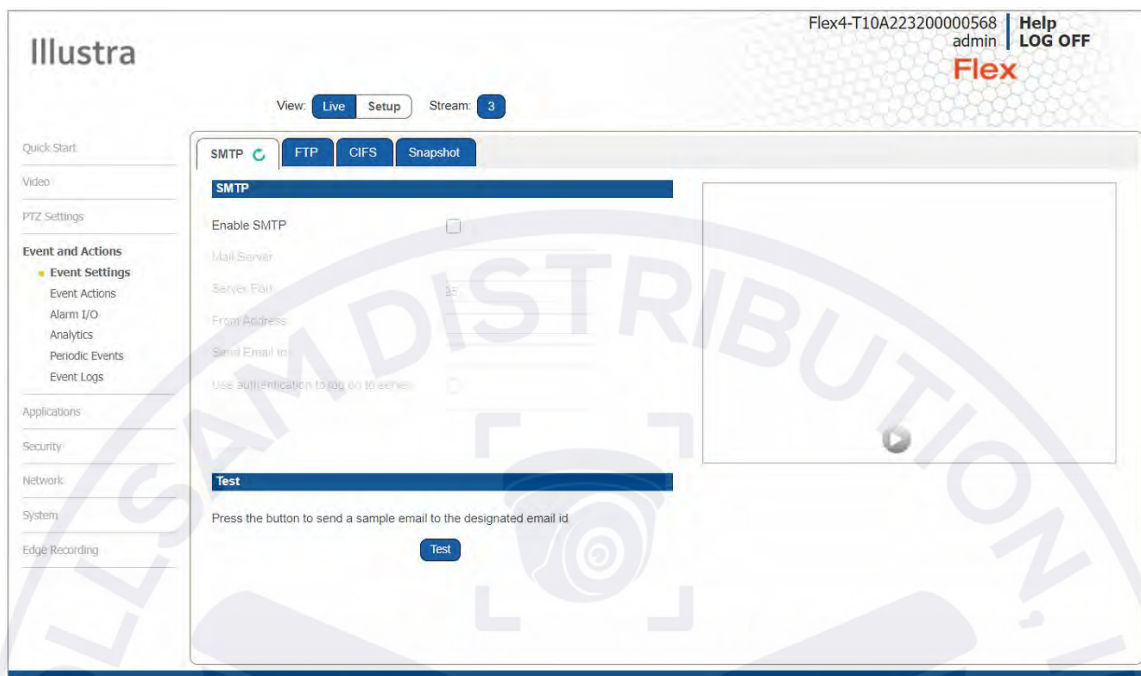 Flex4-T10A223200000568 Help
admin LOG OFF
Illustra
Flex
View: Live Setup Stream: 3
Quick Start
Video
PTZ Settings
Event and Actions
Event Settings
Event Actions
Alarm I/O
Analytics
Periodic Events
Event Logs
Applications
Security
Network
System
Edge Recording
SMTP FTP CIFS Snapshot
SMTP
Enable SMTP
Mail Server
Server Port 25
From Address
Send Email to
Use authentication to log on to server
Test
Press the button to send a sample email to the designated email id
Test
SAM DISTRIBUTION,